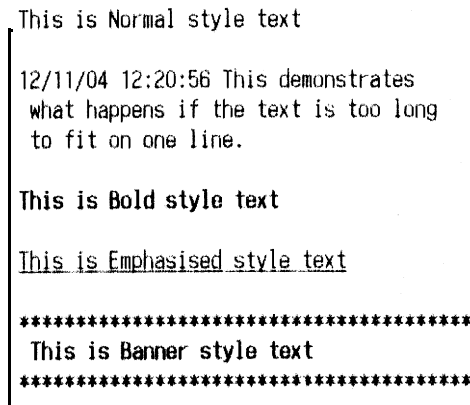 This is Normal style text
12/11/04 12:20:56 This demonstrates
what happens if the text is too long
to fit on one line.
This is Bold style text
This is Emphasised style text
****************************************
This is Banner style text
****************************************